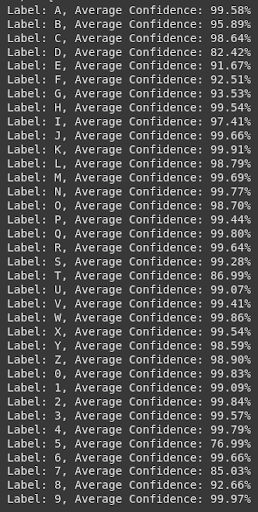 Label: A, Average Confidence: 99.58%
Label: B, Average Confidence: 95.89%
Label: C, Average Confidence: 98.64%
Label: D, Average Confidence: 82.42%
Label: E, Average Confidence: 91.67%
Label: F, Average Confidence: 92.51%
Label: G, Average Confidence: 93.53%
Label: H, Average Confidence: 99.54%
Label: I, Average Confidence: 97.41%
Label: J, Average Confidence: 99.66%
Label: K, Average Confidence: 99.91%
Label: L, Average Confidence: 98.79%
Label: M, Average Confidence: 99.69%
Label: N, Average Confidence: 99.77%
Label: O, Average Confidence: 98.70%
Label: P, Average Confidence: 99.44%
Label: Q, Average Confidence: 99.80%
Label: R, Average Confidence: 99.64%
Label: S, Average Confidence: 99.28%
Label: T, Average Confidence: 86.99%
Label: U, Average Confidence: 99.07%
Label: V, Average Confidence: 99.41%
Label: W, Average Confidence: 99.86%
Label: X, Average Confidence: 99.54%
Label: Y, Average Confidence: 98.59%
Label: Z, Average Confidence: 98.90%
Label: 0, Average Confidence: 99.83%
Label: 1, Average Confidence: 99.09%
Label: 2, Average Confidence: 99.84%
Label: 3, Average Confidence: 99.57%
Label: 4, Average Confidence: 99.79%
Label: 5, Average Confidence: 76.99%
Label: 6, Average Confidence: 99.66%
Label: 7, Average Confidence: 85.03%
Label: 8, Average Confidence: 92.66%
Label: 9, Average Confidence: 99.97%